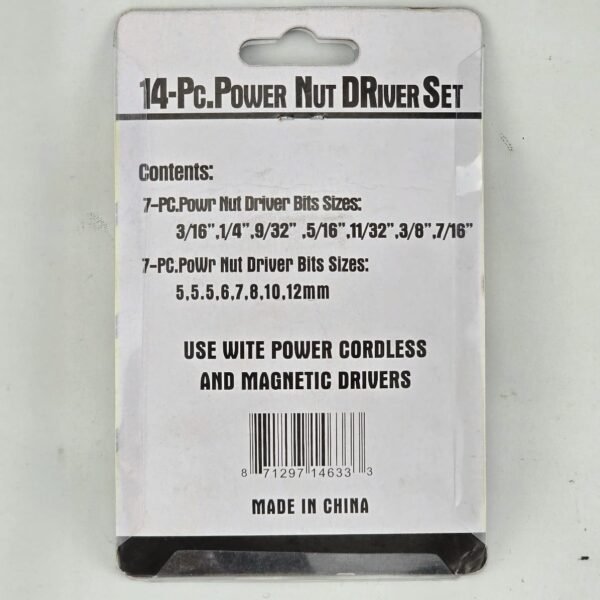 14-Pc.Power Nut DRiver Set
Contents:
7-PC.Powr Nut Driver Bits Sizes:
3/16”,1/4”,9/32” ,5/16”,11/32”,3/8”,7/16”
7-PC.PoWr Nut Driver Bits Sizes:
5,5.5,6,7,8,10,12mm
USE WITE POWER CORDLESS
AND MAGNETIC DRIVERS
8 71297 14633 3
MADE IN CHINA